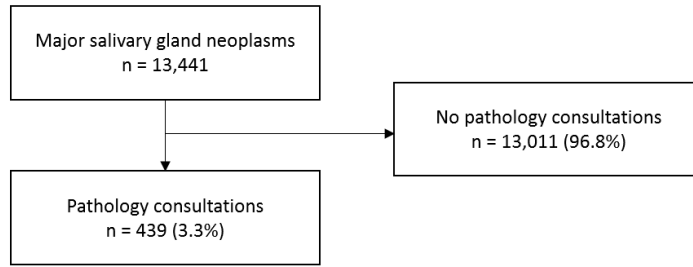 Major salivary gland neoplasms
n = 13,441
No pathology consultations
n = 13,011 (96.8%)
Pathology consultations
n = 439 (3.3%)